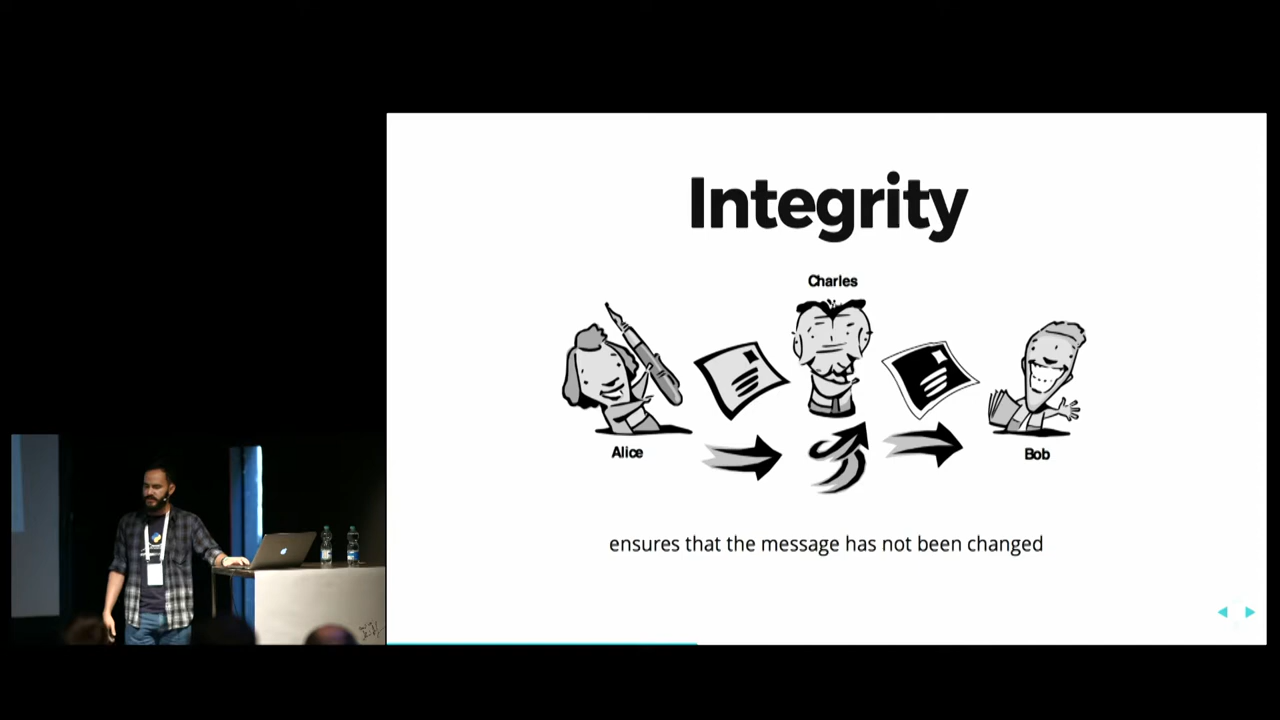 Integrity
Charles
Alice
Bob
ensures that the message has not been changed